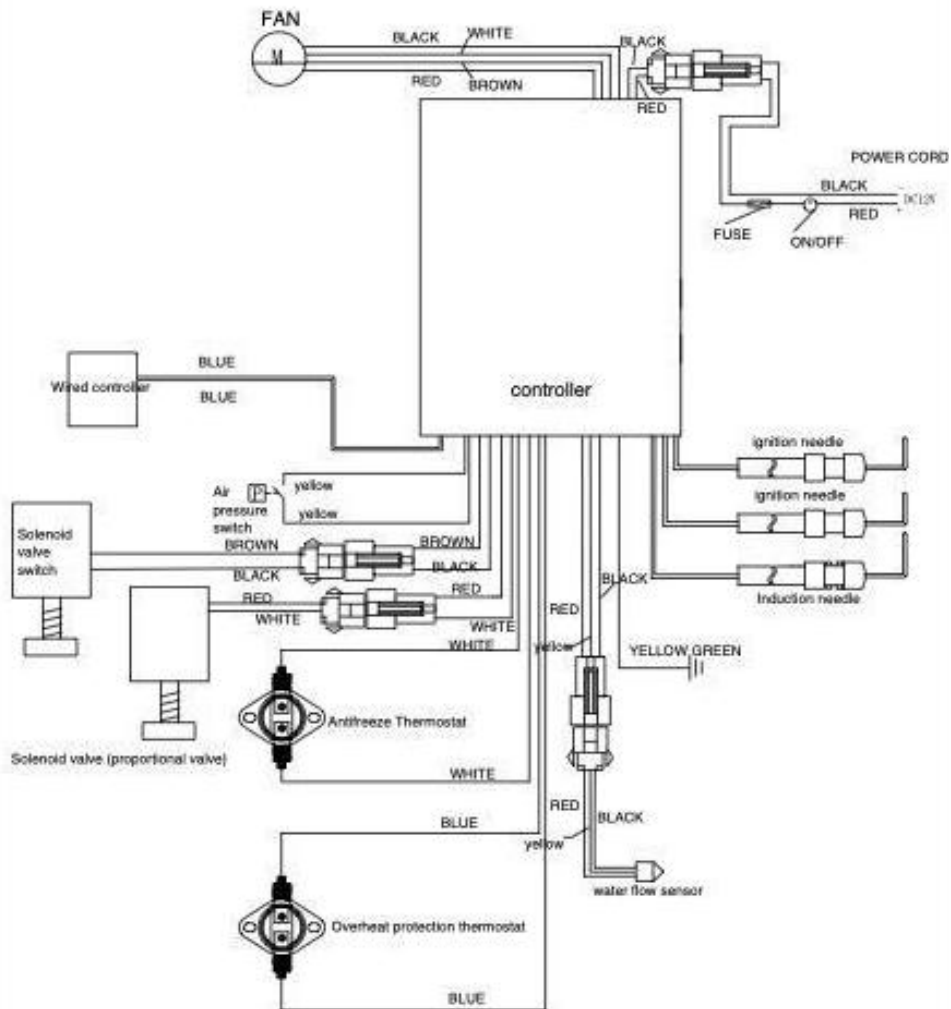 FAN
M
BLACK
WHITE
RED
BROWN
BLACK
RED
POWER CORD
BLACK
DC12V
RED
FUSE
ON/OFF
BLUE
Wired controller
BLUE
controller
ignition needle
yellow
Air
pressure
switch
P
ignition needle
yellow
Solenoid
valve
switch
BROWN
BROWN
BLACK
BLACK
BLACK
Induction needle
RED
RED
WHITE
WHITE
RED
WHITE
yellow
YELLOW GREEN
Antifreeze Thermostat
Solenoid valve (proportional valve)
WHITE
RED
BLACK
BLUE
yellow
water flow sensor
Overheat protection thermostat
BLUE